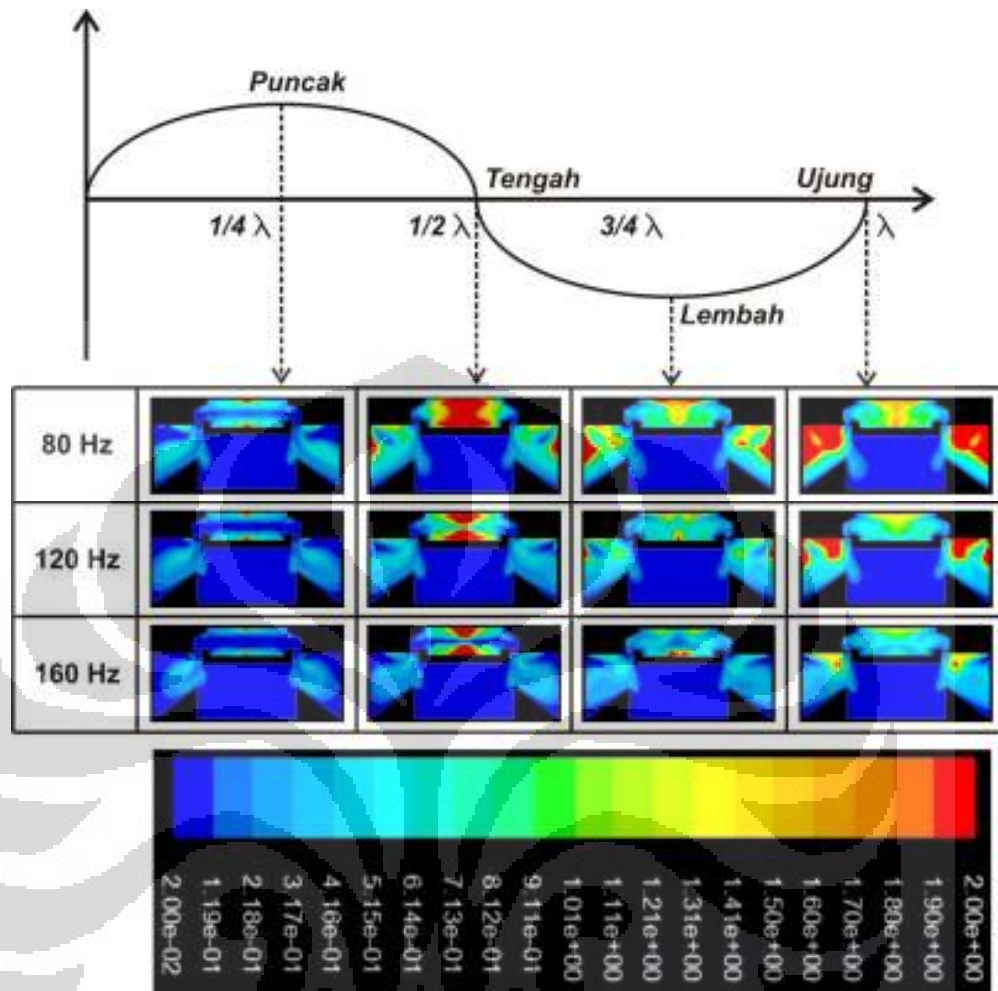 Puncak
Tengah
Ujung
1/4 λ
1/2 λ
3/4 λ
λ
Lembah
80 Hz
120 Hz
160 Hz
2.00e-02
1.19e-01
2.18e-01
3.17e-01
4.16e-01
5.15e-01
6.14e-01
7.13e-01
8.12e-01
9.11e-01
1.01e+00
1.11e+00
1.21e+00
1.31e+00
1.41e+00
1.50e+00
1.60e+00
1.70e+00
1.80e+00
1.90e+00
2.00e+00